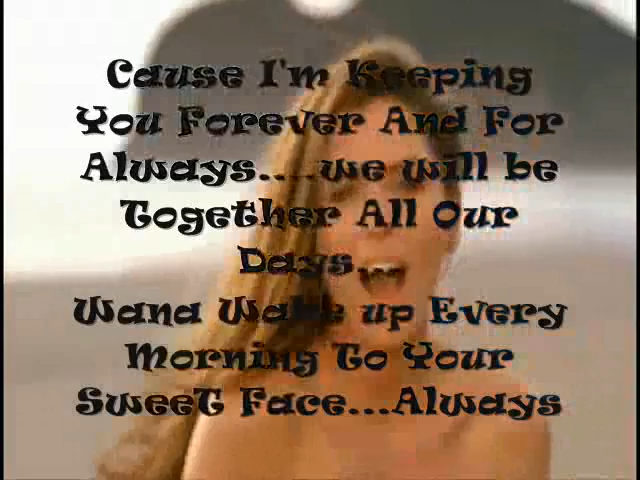 Cause I'm Keeping
You Forever And For
Always....we will be
Together All Our
Days.
Wana Wake up Every
Morning To Your
Sweet Face...Always